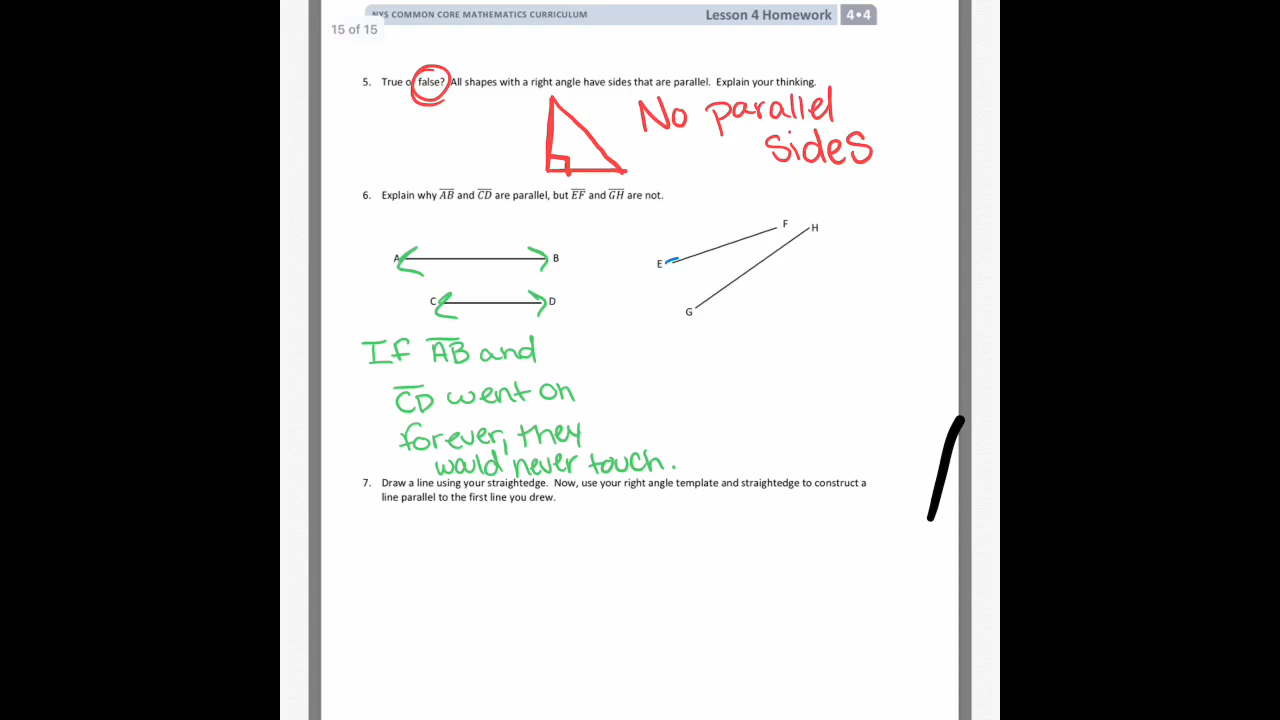 NYS COMMON CORE MATHEMATICS CURRICULUM Lesson 4 Homework 4•4
15 of 15
5. True or false? All shapes with a right angle have sides that are parallel. Explain your thinking.
No parallel
sides
6. Explain why AB and CD are parallel, but EF and GH are not.
F
H
A B
E
C D
G
If AB and
CD went on
forever, they
would never touch.
7. Draw a line using your straightedge. Now, use your right angle template and straightedge to construct a
line parallel to the first line you drew.